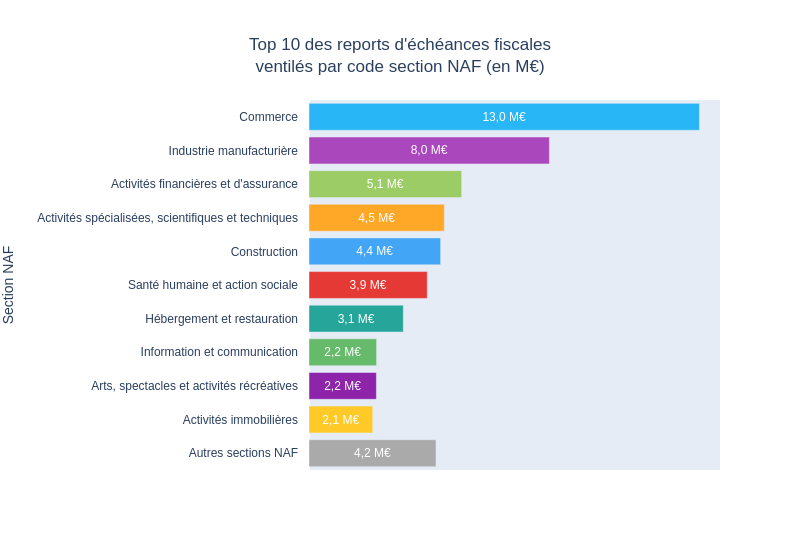 Top 10 des reports d'échéances fiscales
ventilés par code section NAF (en M€)
Commerce 13,0 M€
Industrie manufacturière 8,0 M€
Activités financières et d'assurance 5,1 M€
Activités spécialisées, scientifiques et techniques 4,5 M€
Construction 4,4 M€
Santé humaine et action sociale 3,9 M€
Hébergement et restauration 3,1 M€
Information et communication 2,2 M€
Arts, spectacles et activités récréatives 2,2 M€
Activités immobilières 2,1 M€
Autres sections NAF 4,2 M€
Section NAF